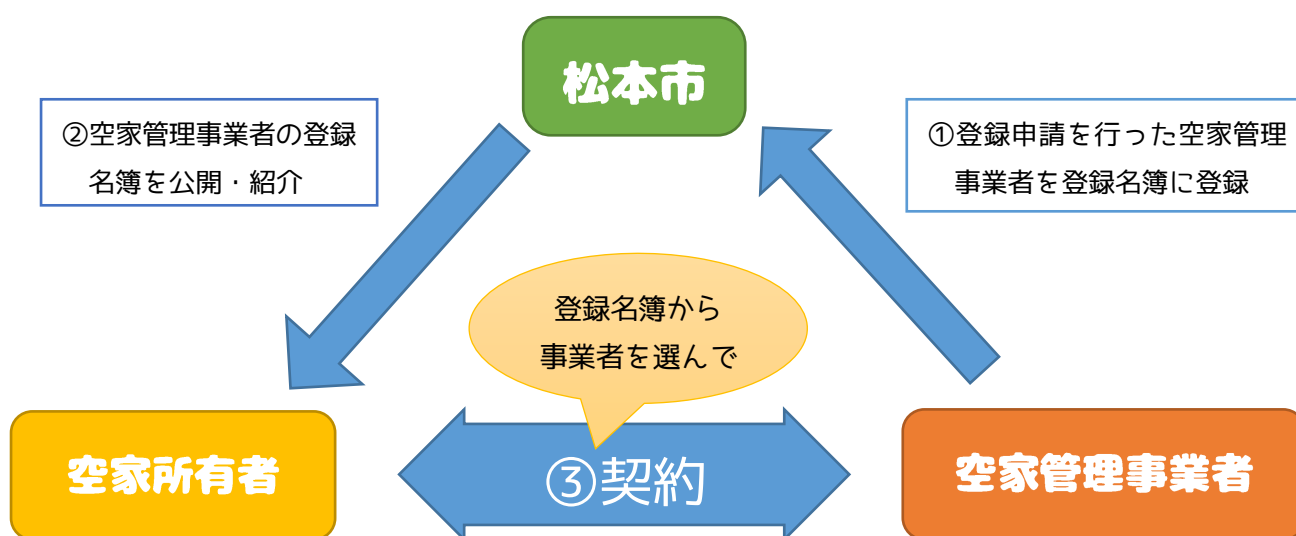 松本市
②空家管理事業者の登録
名簿を公開・紹介
①登録申請を行った空家管理
事業者を登録名簿に登録
登録名簿から
事業者を選んで
空家所有者
③契約
空家管理事業者